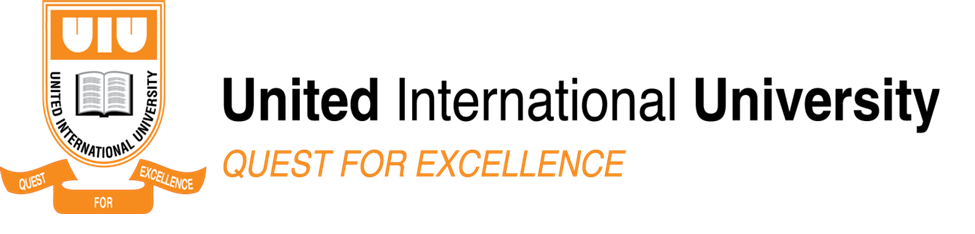 UIU
UNITED INTERNATIONAL UNIVERSITY
QUEST FOR EXCELLENCE
United International University
QUEST FOR EXCELLENCE